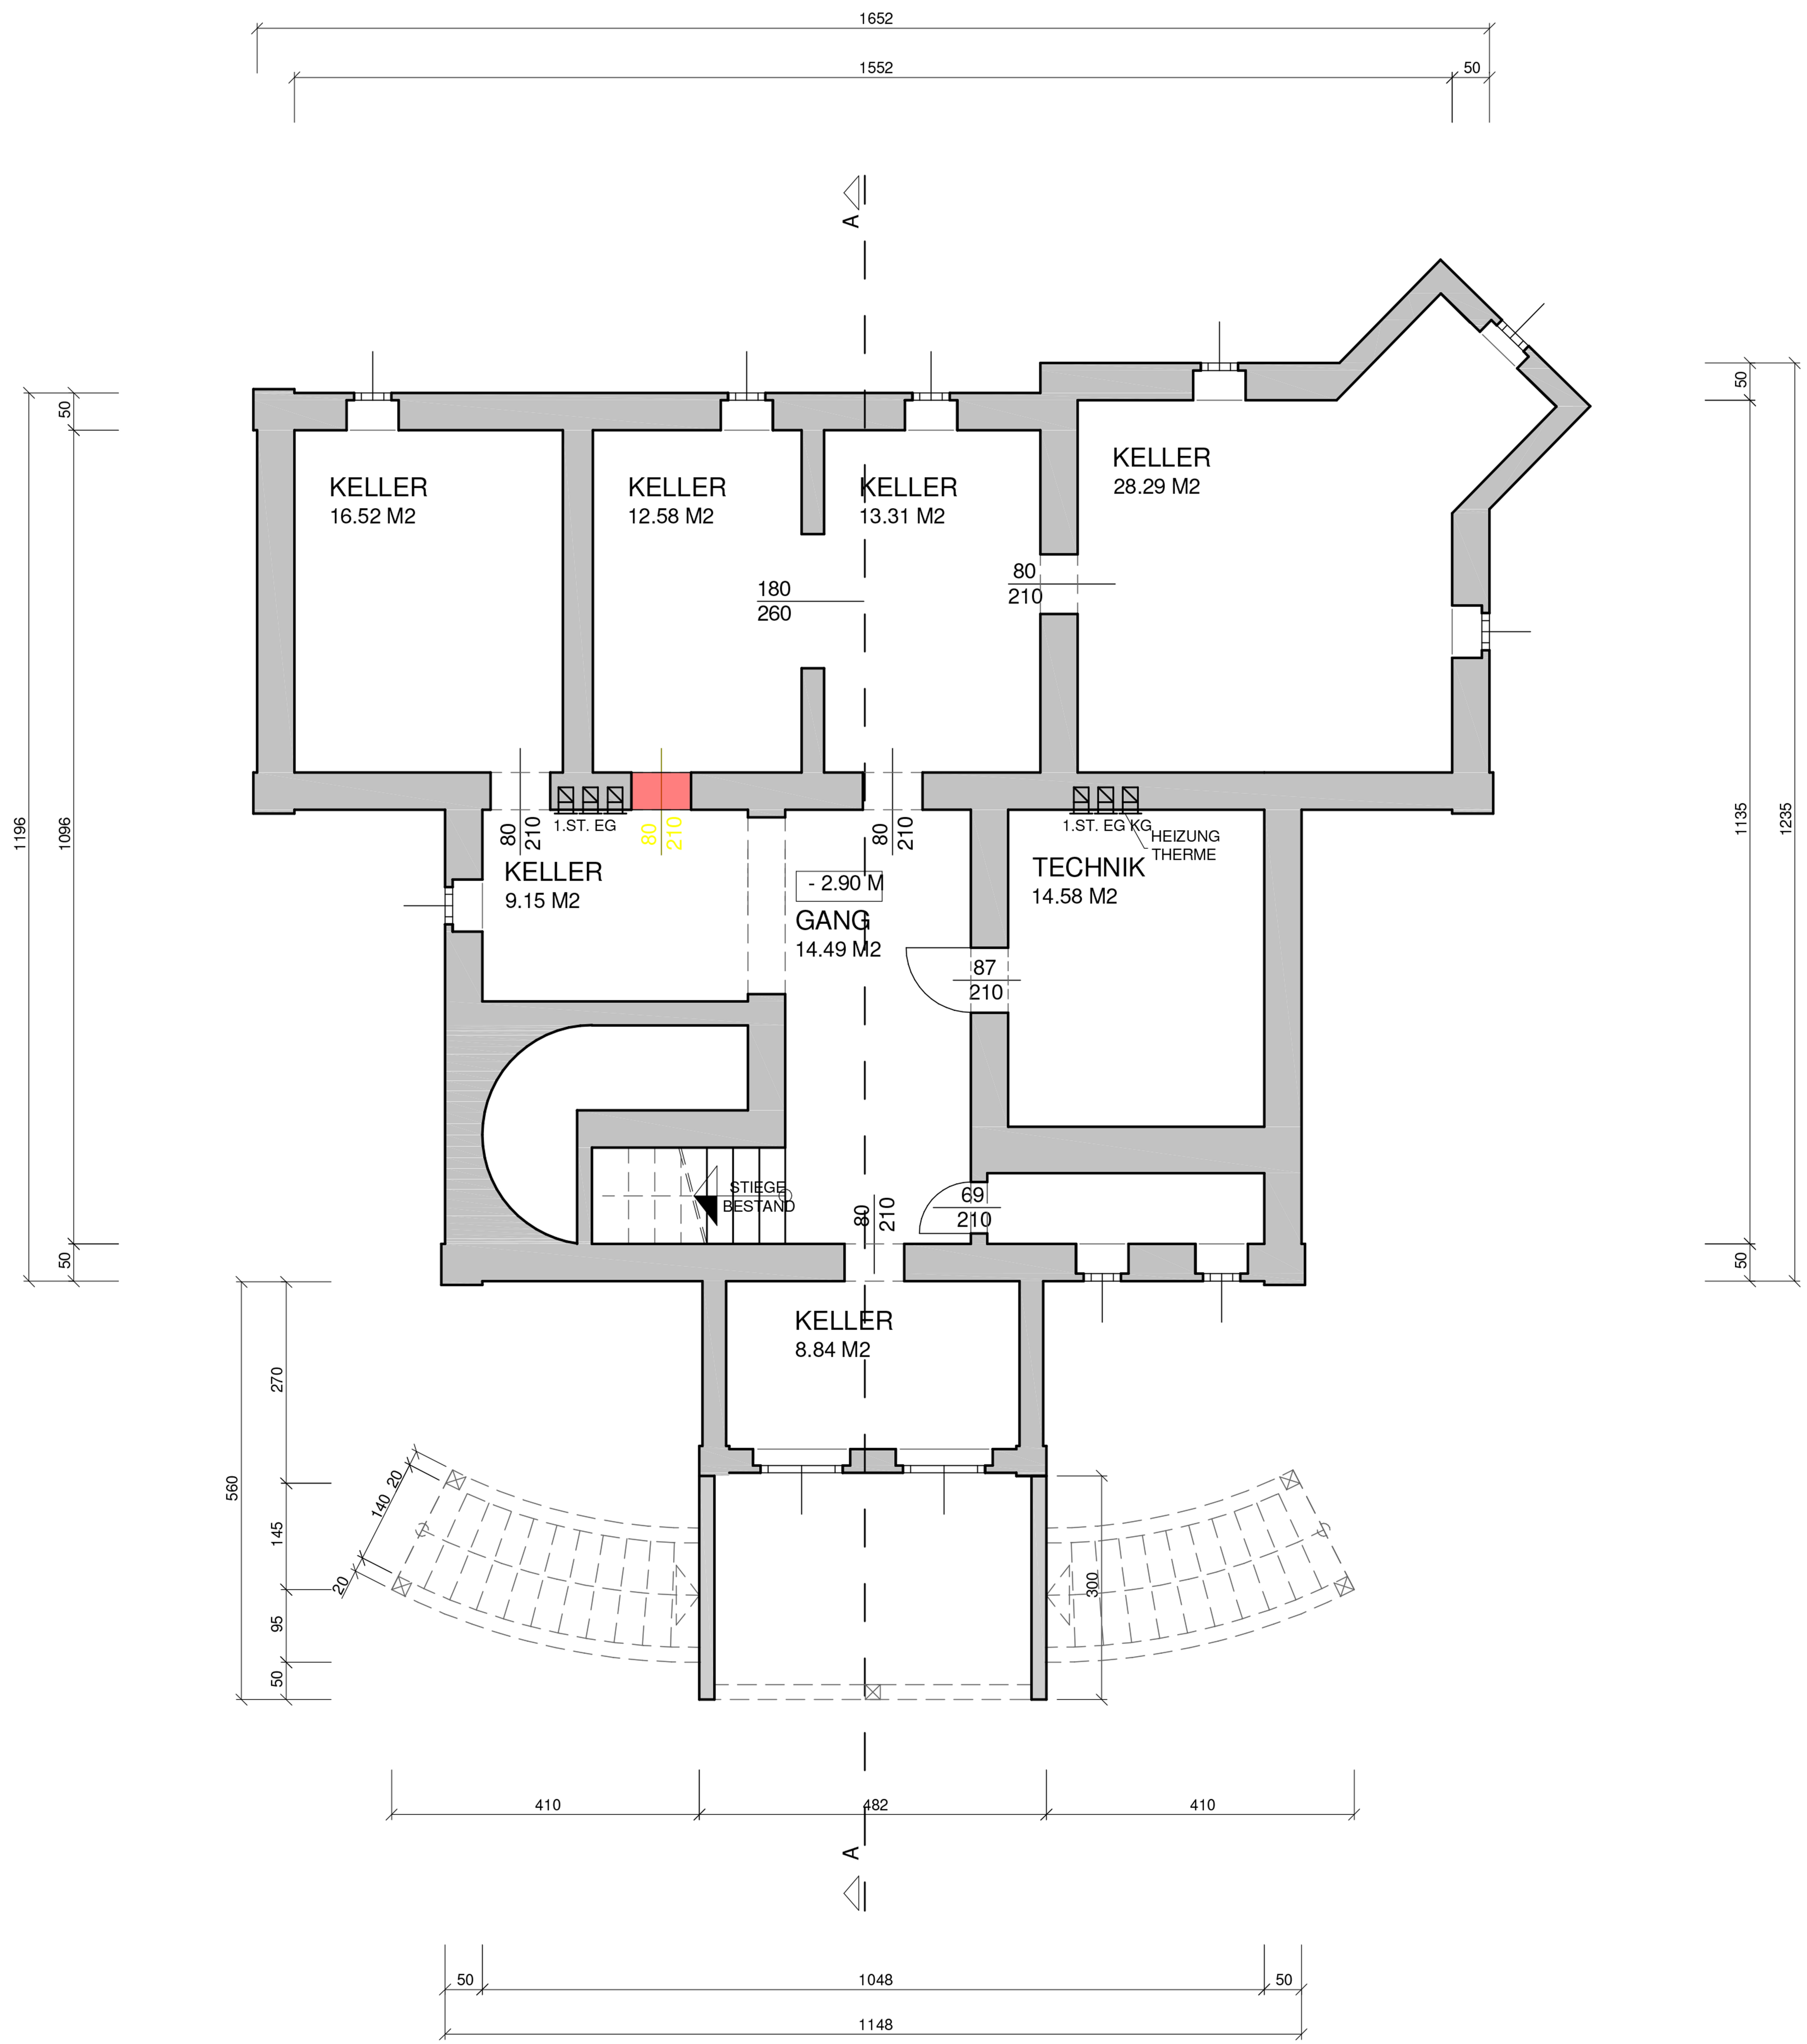 1652
1552
50
A
50
50
KELLER
28.29 M2
KELLER
16.52 M2
KELLER
12.58 M2
KELLER
13.31 M2
80
210
180
260
1196
1096
1135
1235
80
210
1.ST. EG
80
210
80
210
1.ST. EG KG
HEIZUNG
THERME
KELLER
9.15 M2
- 2.90 M
GANG
14.49 M2
TECHNIK
14.58 M2
87
210
STIEGE
BESTAND
80
210
69
210
50
50
KELLER
8.84 M2
270
560
20
140
20
145
95
50
300
410
482
410
A
50
1048
50
1148